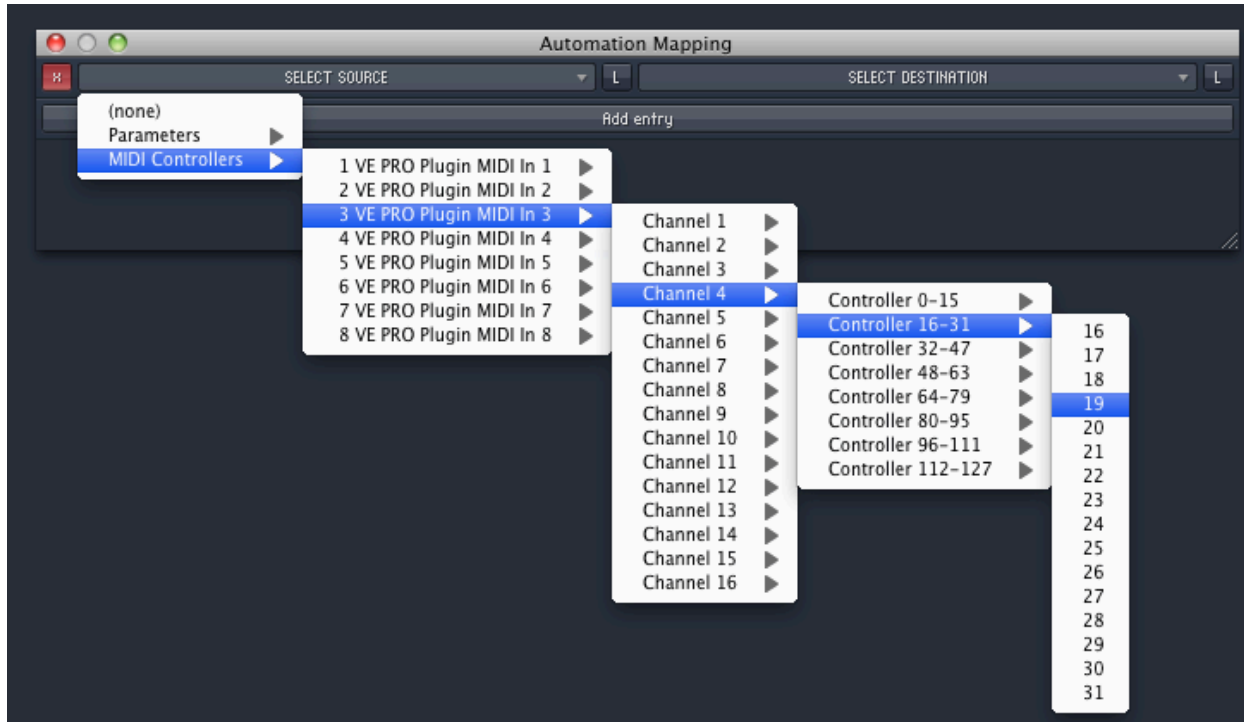 Automation Mapping
x SELECT SOURCE L SELECT DESTINATION L
Add entry
(none)
Parameters
MIDI Controllers
1 VE PRO Plugin MIDI In 1
2 VE PRO Plugin MIDI In 2
3 VE PRO Plugin MIDI In 3
4 VE PRO Plugin MIDI In 4
5 VE PRO Plugin MIDI In 5
6 VE PRO Plugin MIDI In 6
7 VE PRO Plugin MIDI In 7
8 VE PRO Plugin MIDI In 8
Channel 1
Channel 2
Channel 3
Channel 4
Channel 5
Channel 6
Channel 7
Channel 8
Channel 9
Channel 10
Channel 11
Channel 12
Channel 13
Channel 14
Channel 15
Channel 16
Controller 0-15
Controller 16-31
Controller 32-47
Controller 48-63
Controller 64-79
Controller 80-95
Controller 96-111
Controller 112-127
16
17
18
19
20
21
22
23
24
25
26
27
28
29
30
31